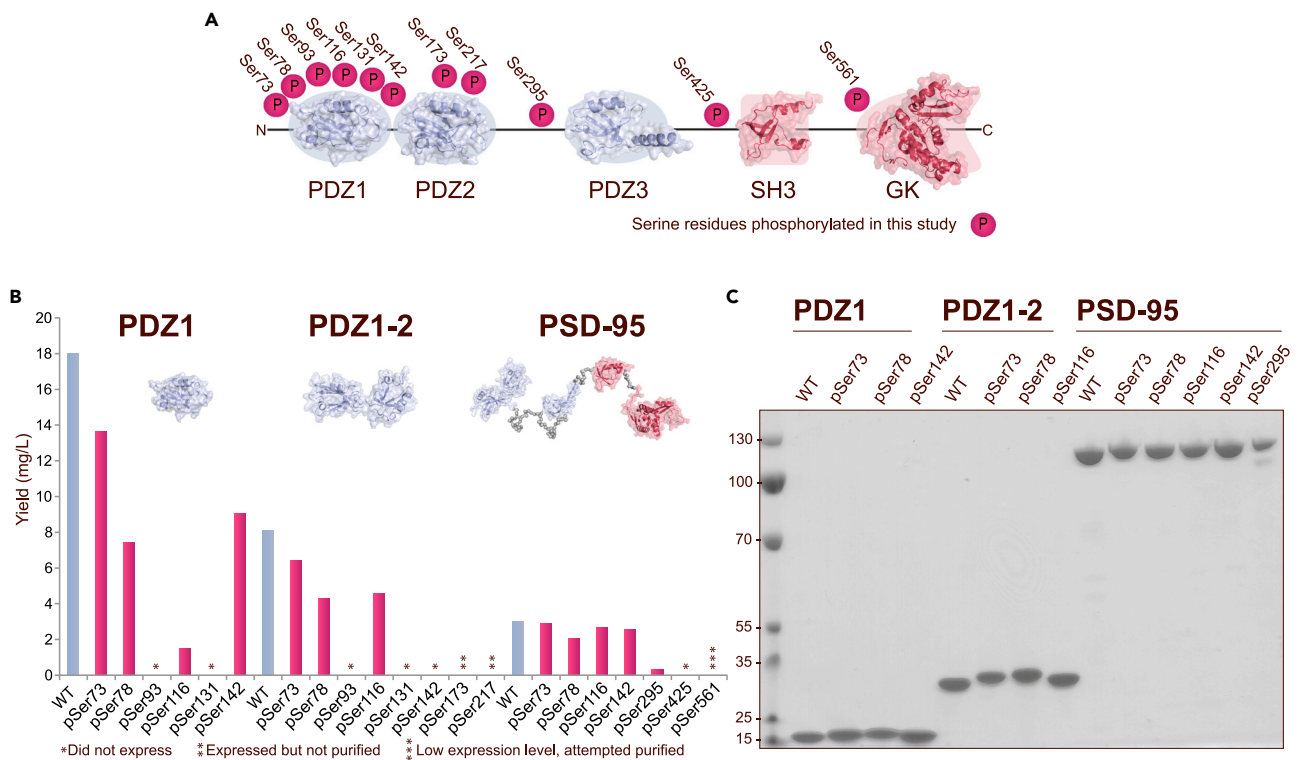 A
Ser73
Ser78
Ser93
Ser116
Ser131
Ser142
Ser173
Ser217
Ser295
Ser425
Ser561
P P P P P P P P P P P
N
C
PDZ1 PDZ2 PDZ3 SH3 GK
Serine residues phosphorylated in this study P
B
PDZ1 PDZ1-2 PSD-95
Yield (mg/L)
20
18
16
14
12
10
8
6
4
2
0
* * * * ** ** * ***
WT pSer73 pSer78 pSer93 pSer116 pSer131 pSer142 WT pSer73 pSer78 pSer93 pSer116 pSer131 pSer142 pSer173 pSer217 WT pSer73 pSer78 pSer116 pSer142 pSer295 pSer425 pSer561
*Did not express
**Expressed but not purified
***Low expression level, attempted purified
C
PDZ1 PDZ1-2 PSD-95
WT pSer73 pSer78 pSer142 WT pSer73 pSer78 pSer116 WT pSer73 pSer78 pSer116 pSer142 pSer295
130
100
70
55
35
25
15